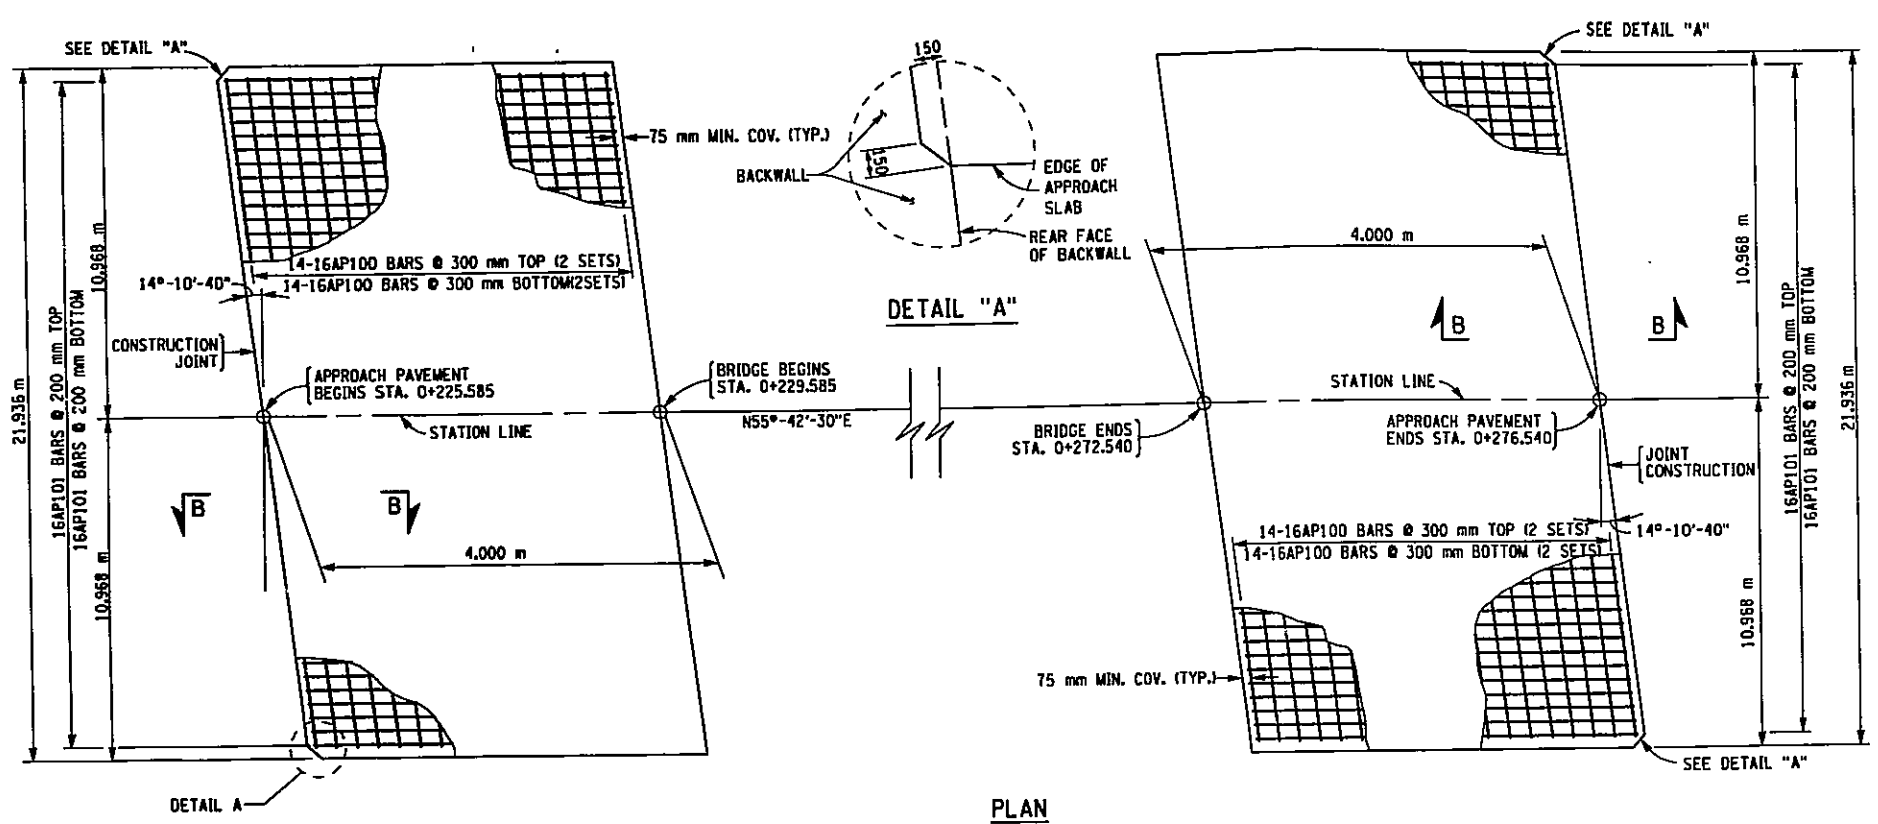 SEE DETAIL "A"
150
SEE DETAIL "A"
75 mm MIN. COV. (TYP.)
150
BACKWALL
EDGE OF
APPROACH
SLAB
REAR FACE
OF BACKWALL
DETAIL "A"
21.936 m
16AP101 BARS @ 200 mm TOP
16AP101 BARS @ 200 mm BOTTOM
10.968 m
10.968 m
14-16AP100 BARS @ 300 mm TOP (2 SETS)
14-16AP100 BARS @ 300 mm BOTTOM(2SETS)
14°-10'-40"
CONSTRUCTION
JOINT
APPROACH PAVEMENT
BEGINS STA. 0+225.585
BRIDGE BEGINS
STA. 0+229.585
STATION LINE
N55°-42'-30"E
B
B
4.000 m
DETAIL A
4.000 m
B
B
STATION LINE
BRIDGE ENDS
STA. 0+272.540
APPROACH PAVEMENT
ENDS STA. 0+276.540
JOINT
CONSTRUCTION
14-16AP100 BARS @ 300 mm TOP (2 SETS)
14-16AP100 BARS @ 300 mm BOTTOM (2 SETS)
14°-10'-40"
75 mm MIN. COV. (TYP.)
10.968 m
10.968 m
16AP101 BARS @ 200 mm TOP
16AP101 BARS @ 200 mm BOTTOM
21.936 m
SEE DETAIL "A"
PLAN